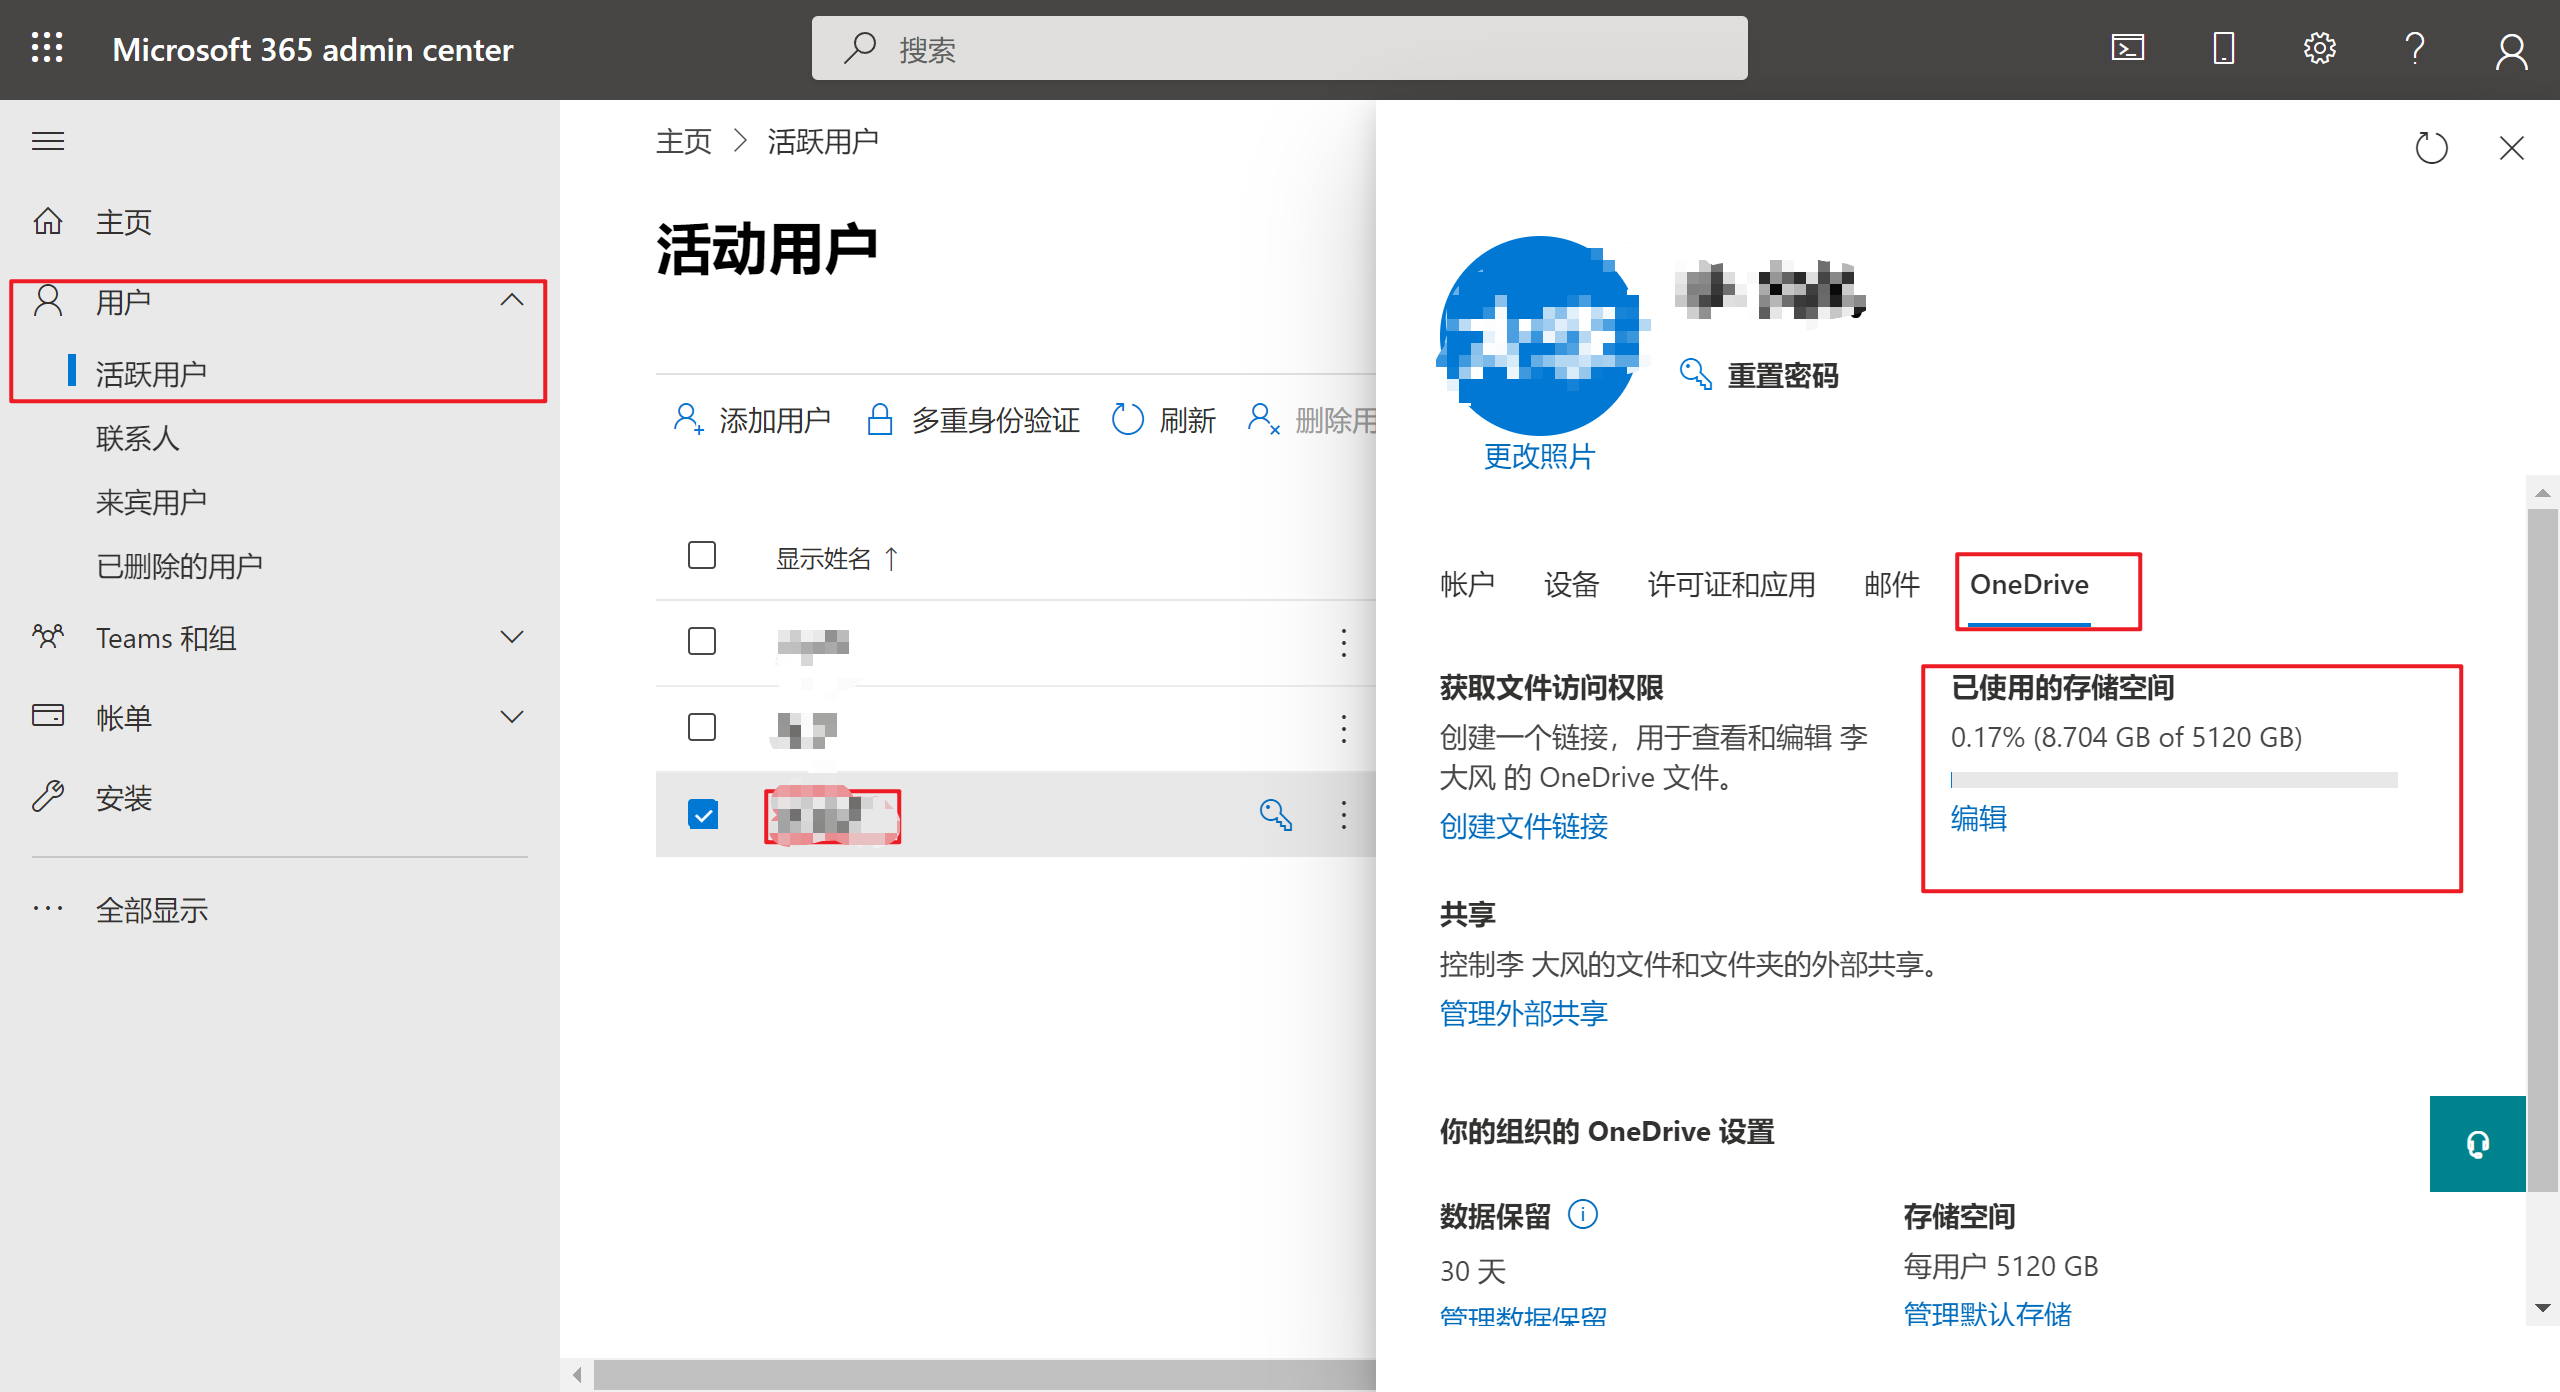 Microsoft 365 admin center
搜索
主页
用户
活跃用户
联系人
来宾用户
已删除的用户
Teams 和组
帐单
安装
全部显示
主页 > 活跃用户
活动用户
添加用户 多重身份验证 刷新 删除用
显示姓名 ↑
重置密码
更改照片
帐户 设备 许可证和应用 邮件 OneDrive
获取文件访问权限
创建一个链接，用于查看和编辑 李
大风 的 OneDrive 文件。
创建文件链接
已使用的存储空间
0.17% (8.704 GB of 5120 GB)
编辑
共享
控制李 大风的文件和文件夹的外部共享。
管理外部共享
你的组织的 OneDrive 设置
数据保留
30 天
管理数据保留
存储空间
每用户 5120 GB
管理默认存储